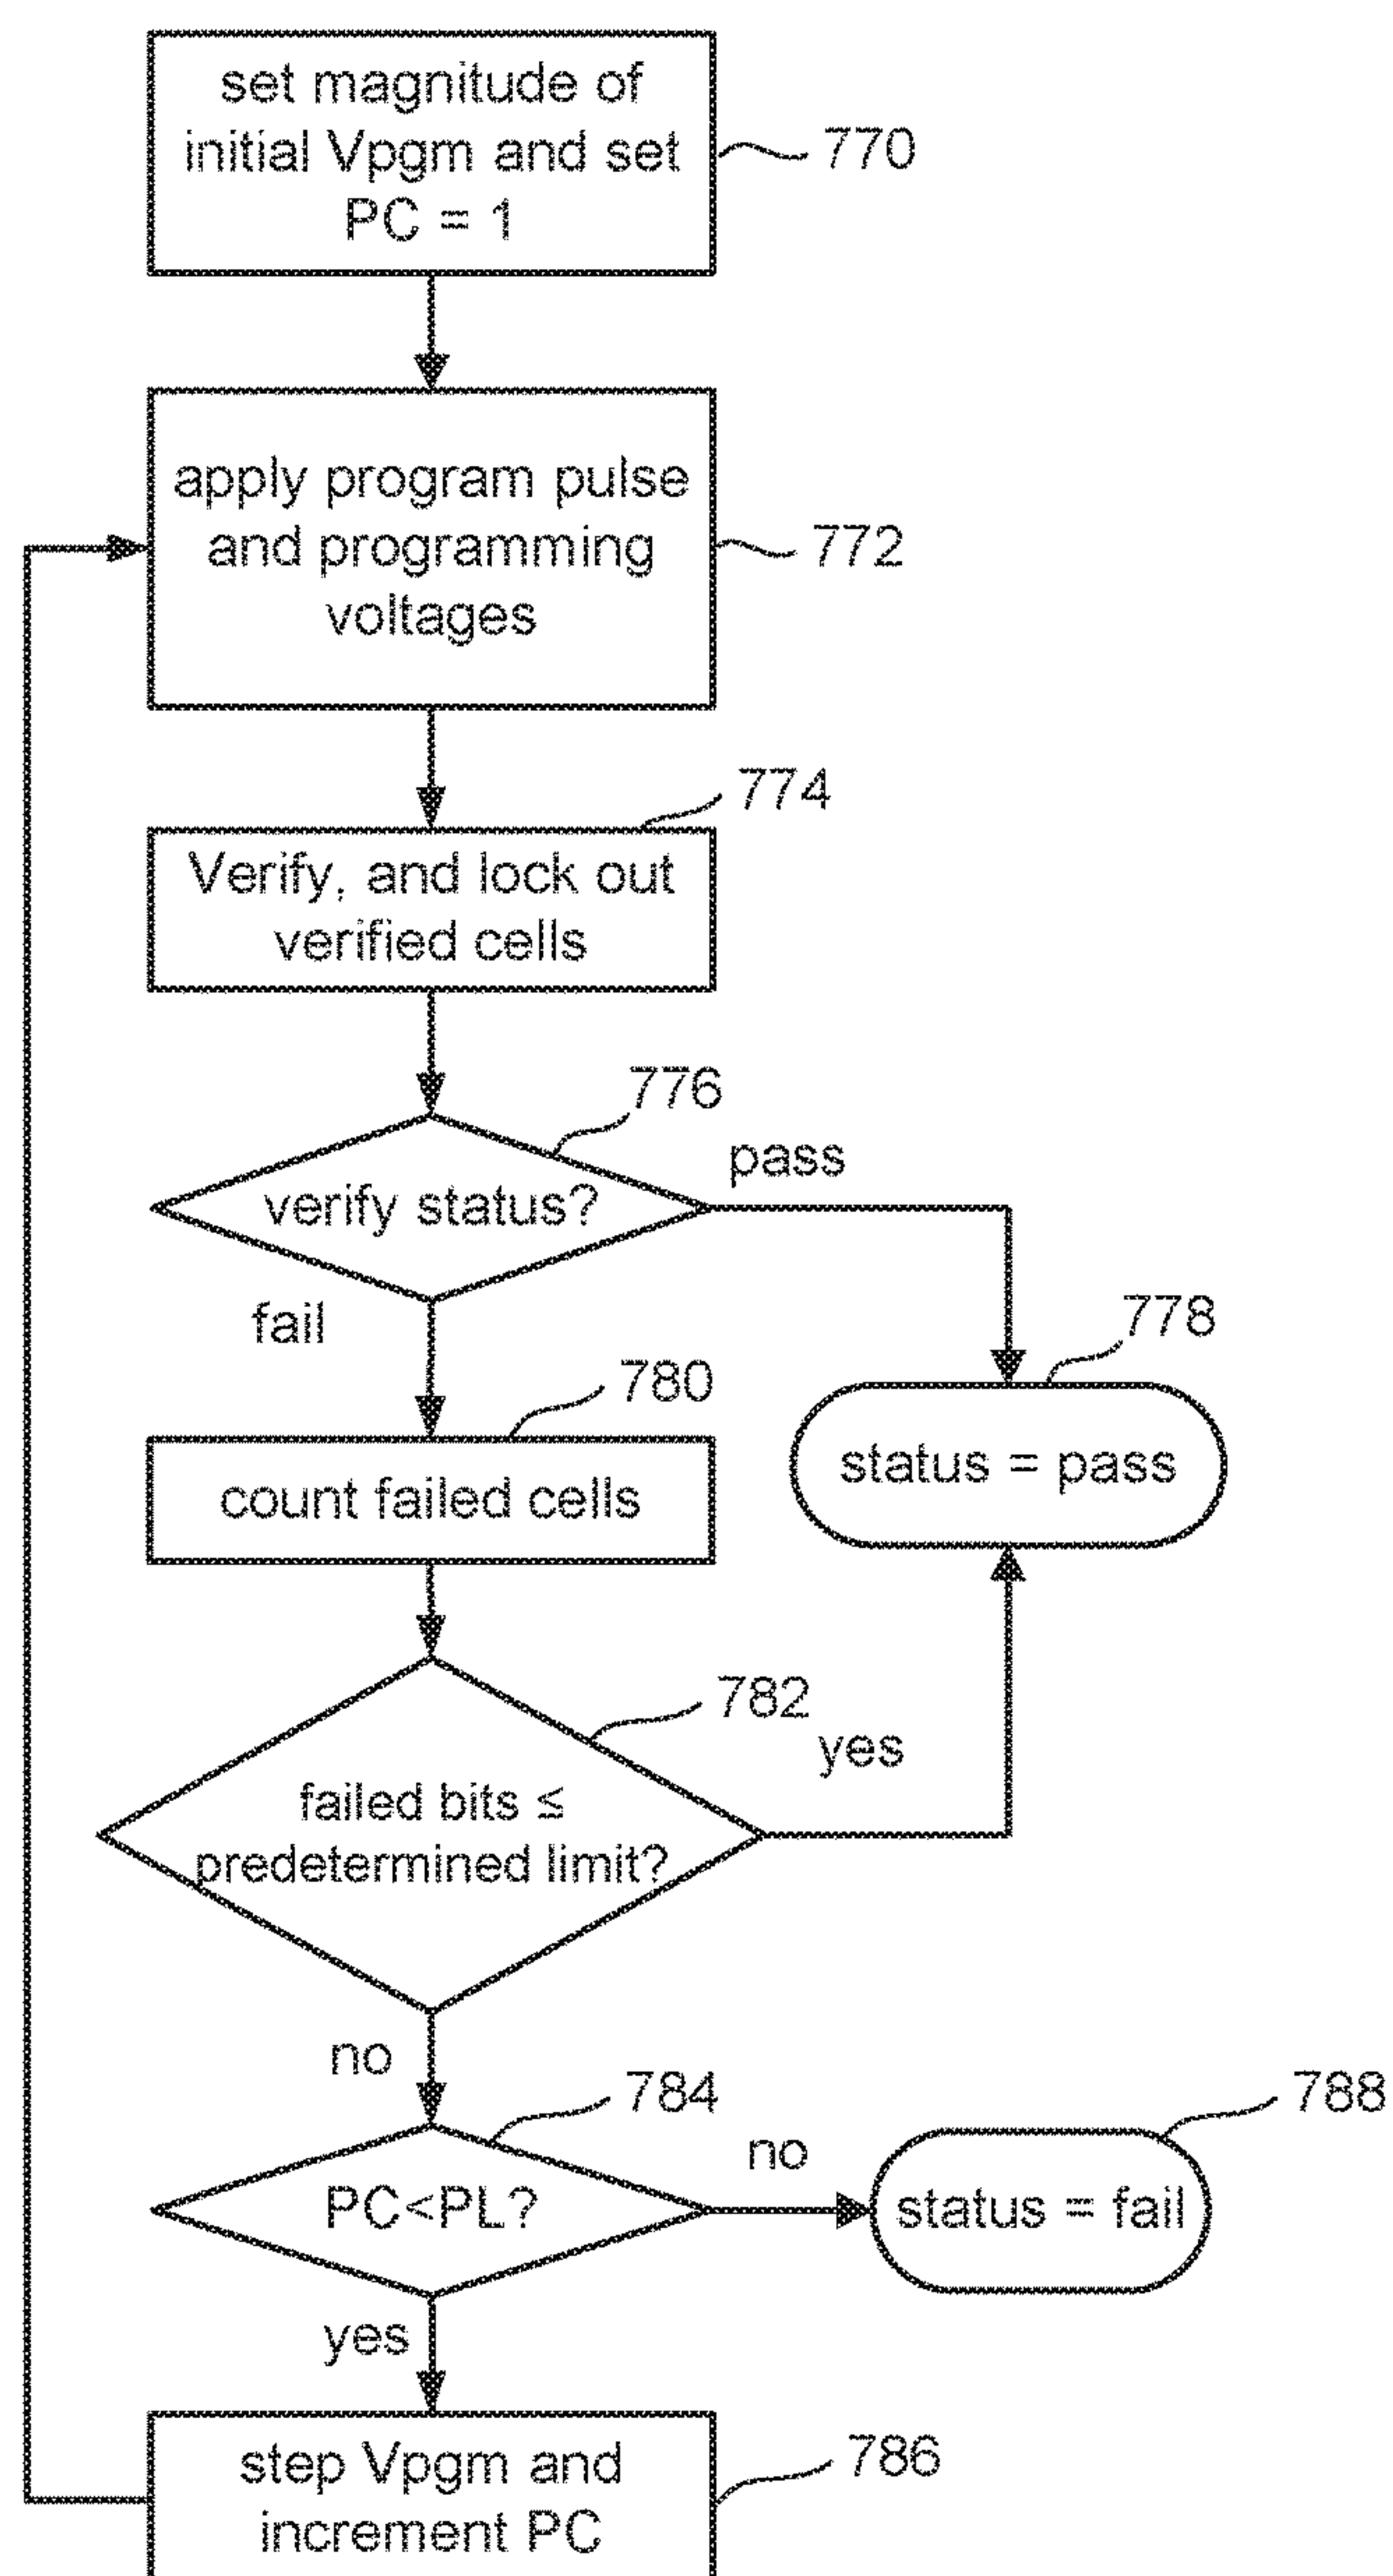 set magnitude of
initial Vpgm and set
PC = 1
770
apply program pulse
and programming
voltages
772
774
Verify, and lock out
verified cells
776
pass
verify status?
fail
778
780
status = pass
count failed cells
782
yes
failed bits ≤
predetermined limit?
no
784
788
no
PC<PL?
status = fail
yes
step Vpgm and
increment PC
786